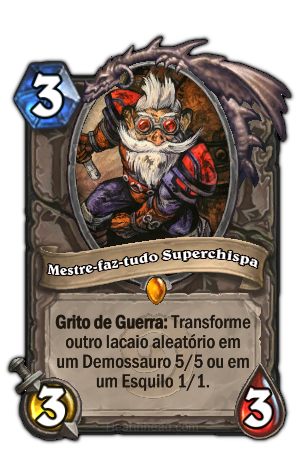 3
Mestre-faz-tudo Superchispa
Grito de Guerra: Transforme
outro lacaio aleatório em
um Demossauro 5/5 ou em
um Esquilo 1/1.
3
3